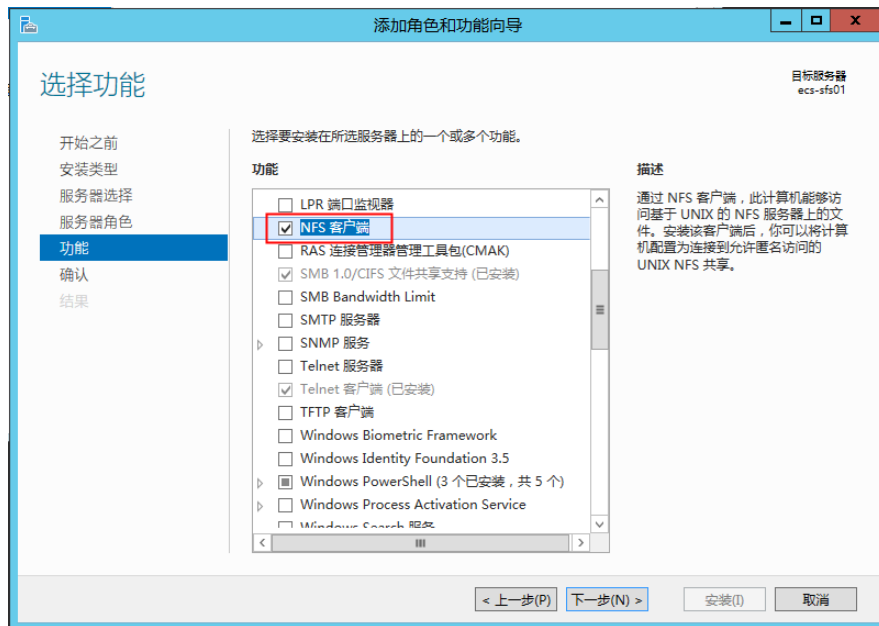 添加角色和功能向导
选择功能
目标服务器
ecs-sfs01
开始之前
安装类型
服务器选择
服务器角色
功能
确认
结果
选择要安装在所选服务器上的一个或多个功能。
功能
LPR 端口监视器
NFS 客户端
RAS 连接管理器管理工具包(CMAK)
SMB 1.0/CIFS 文件共享支持 (已安装)
SMB Bandwidth Limit
SMTP 服务器
SNMP 服务
Telnet 服务器
Telnet 客户端 (已安装)
TFTP 客户端
Windows Biometric Framework
Windows Identity Foundation 3.5
Windows PowerShell (3 个已安装，共 5 个)
Windows Process Activation Service
Windows Search 服务
描述
通过 NFS 客户端，此计算机能够访
问基于 UNIX 的 NFS 服务器上的文
件。安装该客户端后，你可以将计算
机配置为连接到允许匿名访问的
UNIX NFS 共享。
< 上一步(P)
下一步(N) >
安装(I)
取消